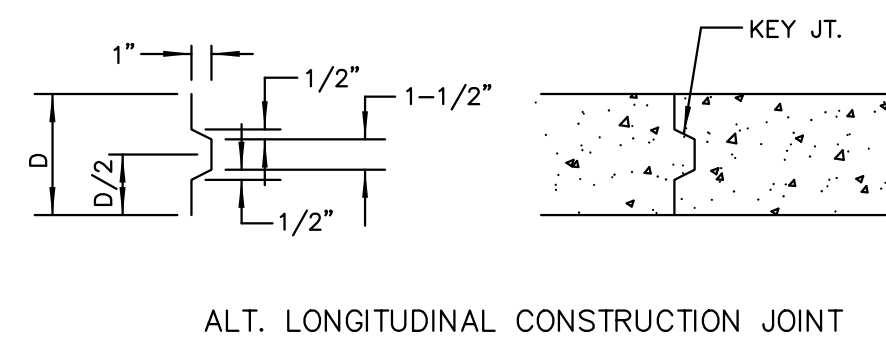 KEY JT.
1”
1/2”
1-1/2”
D
D/2
1/2”
ALT. LONGITUDINAL CONSTRUCTION JOINT